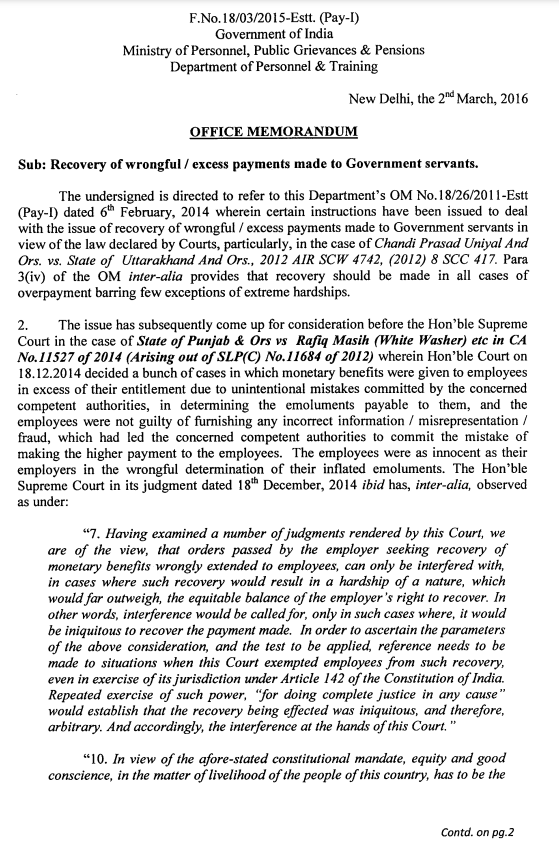 F.No.18/03/2015-Estt. (Pay-I)
Government of India
Ministry of Personnel, Public Grievances & Pensions
Department of Personnel & Training
New Delhi, the 2nd March, 2016
OFFICE MEMORANDUM
Sub: Recovery of wrongful / excess payments made to Government servants.
The undersigned is directed to refer to this Department's OM No.18/26/2011-Estt
(Pay-I) dated 6th February, 2014 wherein certain instructions have been issued to deal
with the issue of recovery of wrongful / excess payments made to Government servants in
view of the law declared by Courts, particularly, in the case of Chandi Prasad Uniyal And
Ors. vs. State of Uttarakhand And Ors., 2012 AIR SCW 4742, (2012) 8 SCC 417. Para
3(iv) of the OM inter-alia provides that recovery should be made in all cases of
overpayment barring few exceptions of extreme hardships.
2. The issue has subsequently come up for consideration before the Hon'ble Supreme
Court in the case of State of Punjab & Ors vs Rafiq Masih (White Washer) etc in CA
No.11527 of 2014 (Arising out of SLP(C) No.11684 of 2012) wherein Hon'ble Court on
18.12.2014 decided a bunch of cases in which monetary benefits were given to employees
in excess of their entitlement due to unintentional mistakes committed by the concerned
competent authorities, in determining the emoluments payable to them, and the
employees were not guilty of furnishing any incorrect information / misrepresentation /
fraud, which had led the concerned competent authorities to commit the mistake of
making the higher payment to the employees. The employees were as innocent as their
employers in the wrongful determination of their inflated emoluments. The Hon'ble
Supreme Court in its judgment dated 18th December, 2014 ibid has, inter-alia, observed
as under:
"7. Having examined a number of judgments rendered by this Court, we
are of the view, that orders passed by the employer seeking recovery of
monetary benefits wrongly extended to employees, can only be interfered with,
in cases where such recovery would result in a hardship of a nature, which
would far outweigh, the equitable balance of the employer's right to recover. In
other words, interference would be called for, only in such cases where, it would
be iniquitous to recover the payment made. In order to ascertain the parameters
of the above consideration, and the test to be applied, reference needs to be
made to situations when this Court exempted employees from such recovery,
even in exercise of its jurisdiction under Article 142 of the Constitution of India.
Repeated exercise of such power, "for doing complete justice in any cause"
would establish that the recovery being effected was iniquitous, and therefore,
arbitrary. And accordingly, the interference at the hands of this Court."
"10. In view of the afore-stated constitutional mandate, equity and good
conscience, in the matter of livelihood of the people of this country, has to be the
Contd. on pg.2